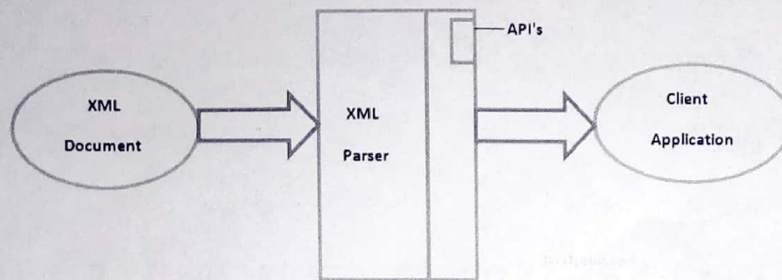 API's
XML
Document
XML
Parser
Client
Application